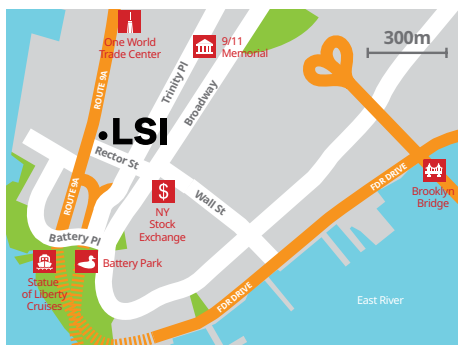 One World
Trade Center
9/11
Memorial
300m
ROUTE 9A
Trinity Pl
Broadway
LSI
Rector St
ROUTE 9A
$
NY
Stock
Exchange
Wall St
FDR DRIVE
Brooklyn
Bridge
Battery Pl
Battery Park
Statue
of Liberty
Cruises
FDR DRIVE
East River